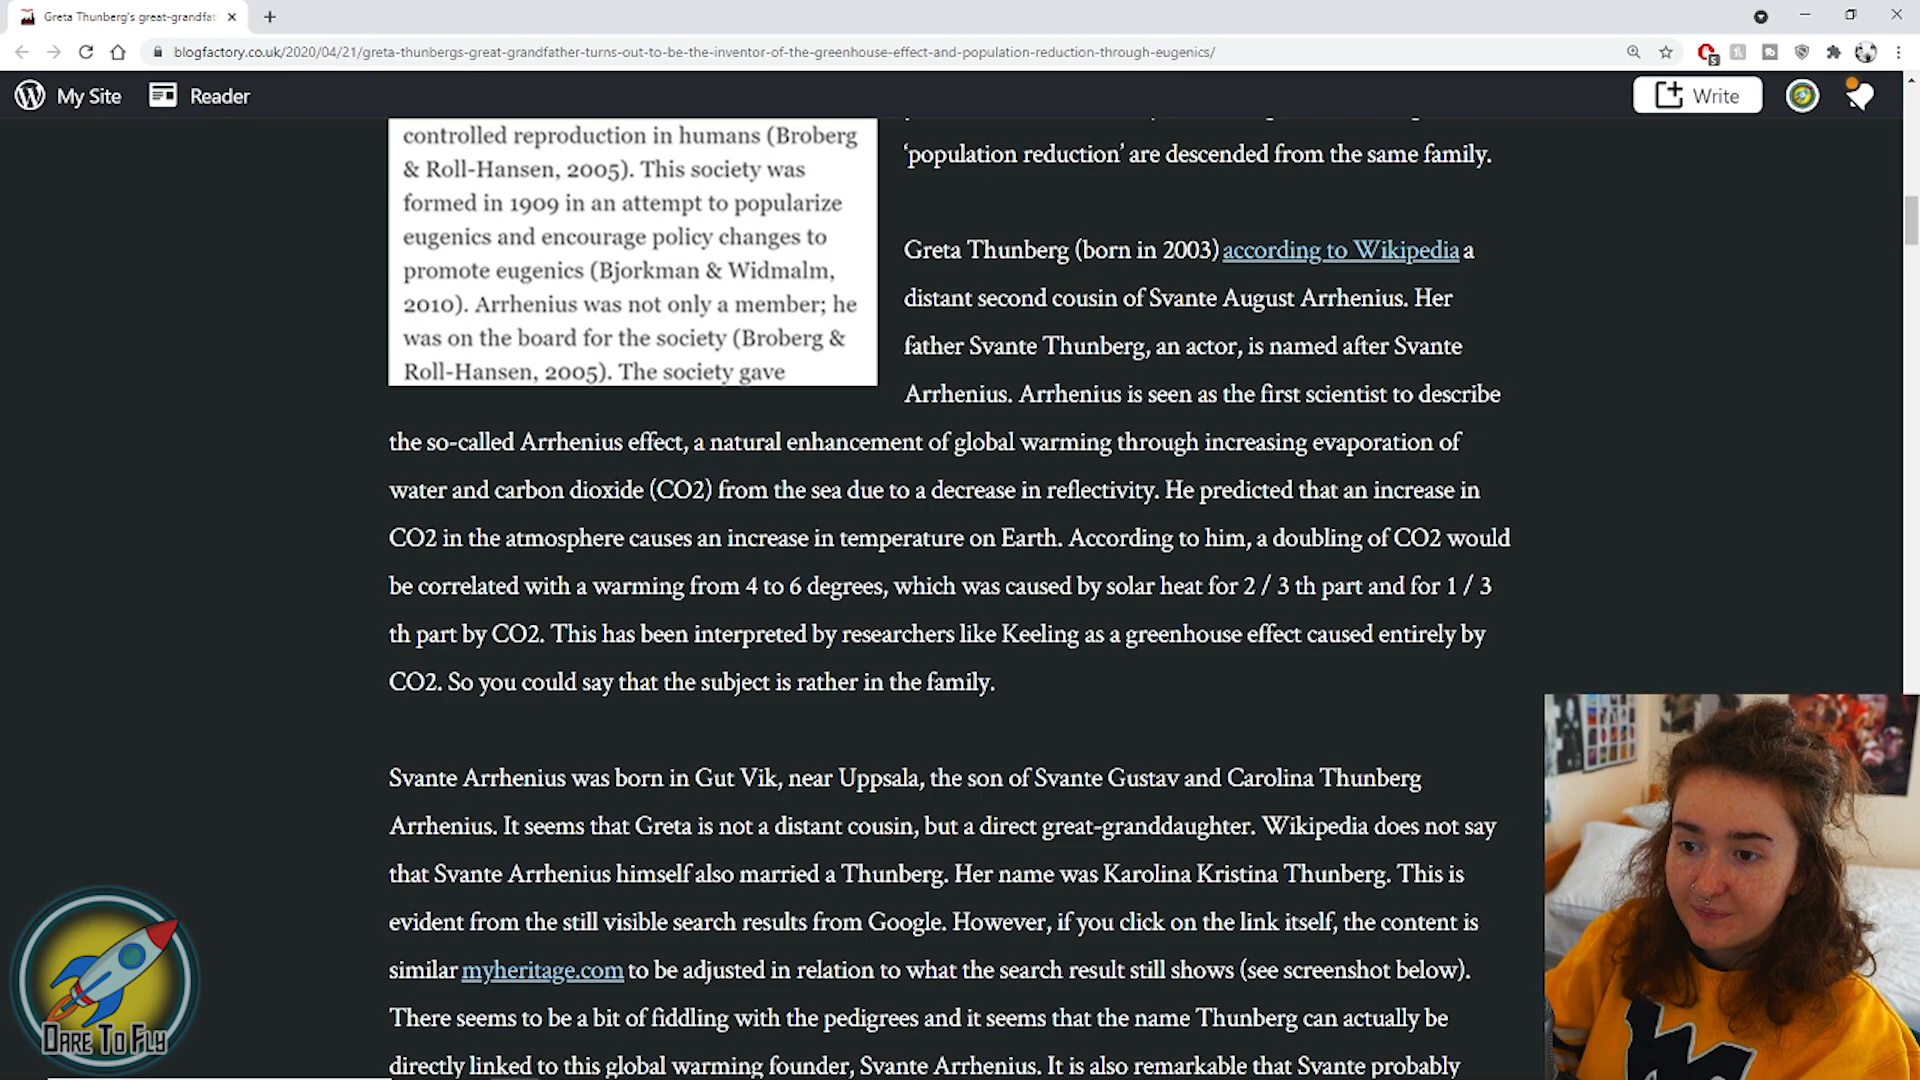 Greta Thunberg's great-grandfat
blogfactory.co.uk/2020/04/21/greta-thunbergs-great-grandfather-turns-out-to-be-the-inventor-of-the-greenhouse-effect-and-population-reduction-through-eugenics/
5
My Site Reader Write
controlled reproduction in humans (Broberg
& Roll-Hansen, 2005). This society was
formed in 1909 in an attempt to popularize
eugenics and encourage policy changes to
promote eugenics (Bjorkman & Widmalm,
2010). Arrhenius was not only a member; he
was on the board for the society (Broberg &
Roll-Hansen, 2005). The society gave
‘population reduction’ are descended from the same family.
Greta Thunberg (born in 2003) according to Wikipedia a
distant second cousin of Svante August Arrhenius. Her
father Svante Thunberg, an actor, is named after Svante
Arrhenius. Arrhenius is seen as the first scientist to describe
the so-called Arrhenius effect, a natural enhancement of global warming through increasing evaporation of
water and carbon dioxide (CO2) from the sea due to a decrease in reflectivity. He predicted that an increase in
CO2 in the atmosphere causes an increase in temperature on Earth. According to him, a doubling of CO2 would
be correlated with a warming from 4 to 6 degrees, which was caused by solar heat for 2 / 3 th part and for 1 / 3
th part by CO2. This has been interpreted by researchers like Keeling as a greenhouse effect caused entirely by
CO2. So you could say that the subject is rather in the family.
Svante Arrhenius was born in Gut Vik, near Uppsala, the son of Svante Gustav and Carolina Thunberg
Arrhenius. It seems that Greta is not a distant cousin, but a direct great-granddaughter. Wikipedia does not say
that Svante Arrhenius himself also married a Thunberg. Her name was Karolina Kristina Thunberg. This is
evident from the still visible search results from Google. However, if you click on the link itself, the content is
similar myheritage.com to be adjusted in relation to what the search result still shows (see screenshot below).
There seems to be a bit of fiddling with the pedigrees and it seems that the name Thunberg can actually be
directly linked to this global warming founder, Svante Arrhenius. It is also remarkable that Svante probably
DARE TO FLY